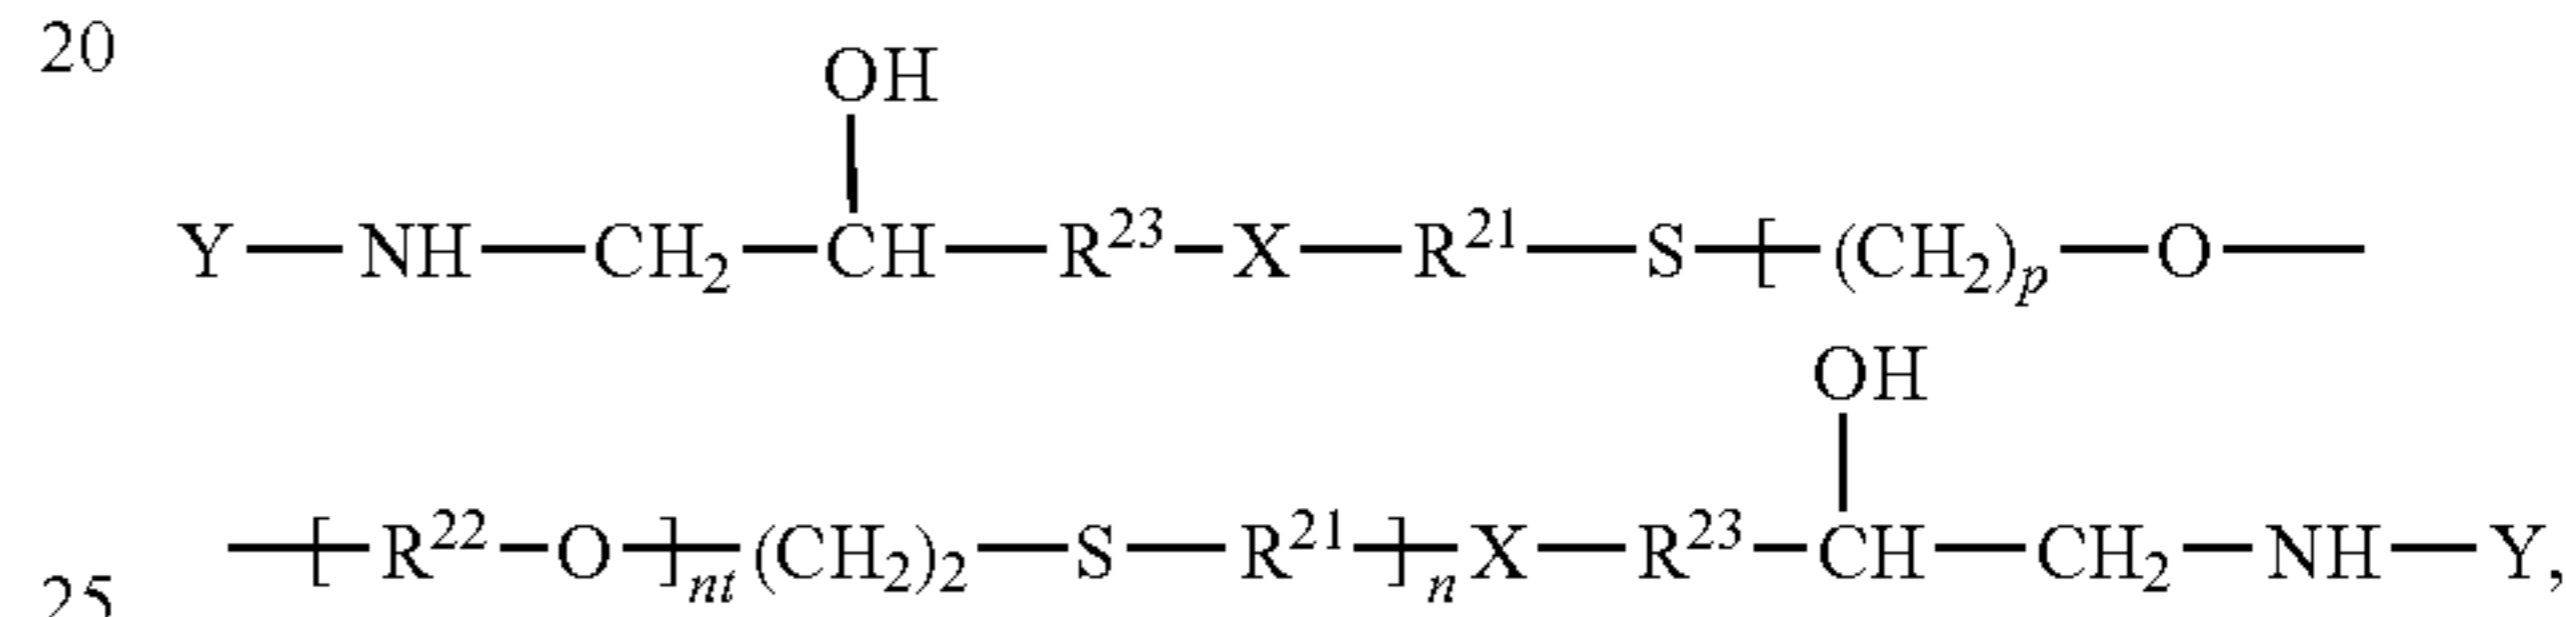 20
OH
Y—NH—CH₂—CH—R²³—X—R²¹—S—[(CH₂)ₚ—O—
OH
—[R²²—O]ₙₜ(CH₂)₂—S—R²¹]ₙX—R²³—CH—CH₂—NH—Y,
25